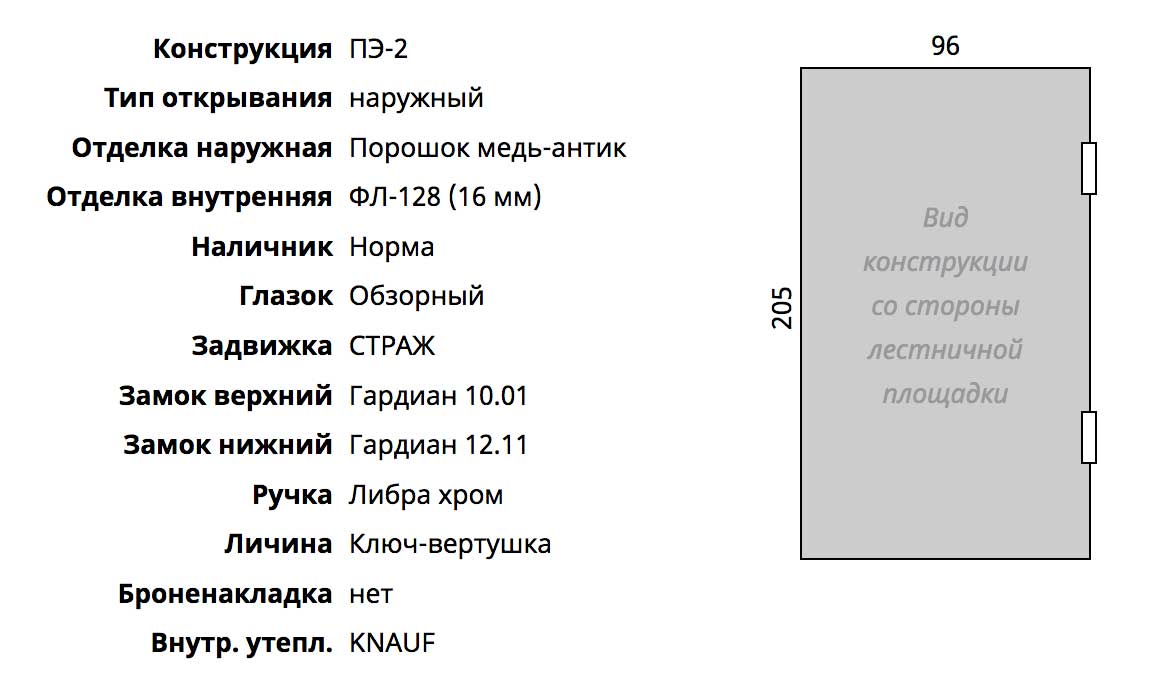 Конструкция ПЭ-2
Тип открывания наружный
Отделка наружная Порошок медь-антик
Отделка внутренняя ФЛ-128 (16 мм)
Наличник Норма
Глазок Обзорный
Задвижка СТРАЖ
Замок верхний Гардиан 10.01
Замок нижний Гардиан 12.11
Ручка Либра хром
Личина Ключ-вертушка
Броненакладка нет
Внутр. утепл. KNAUF
96
205
Вид
конструкции
со стороны
лестничной
площадки